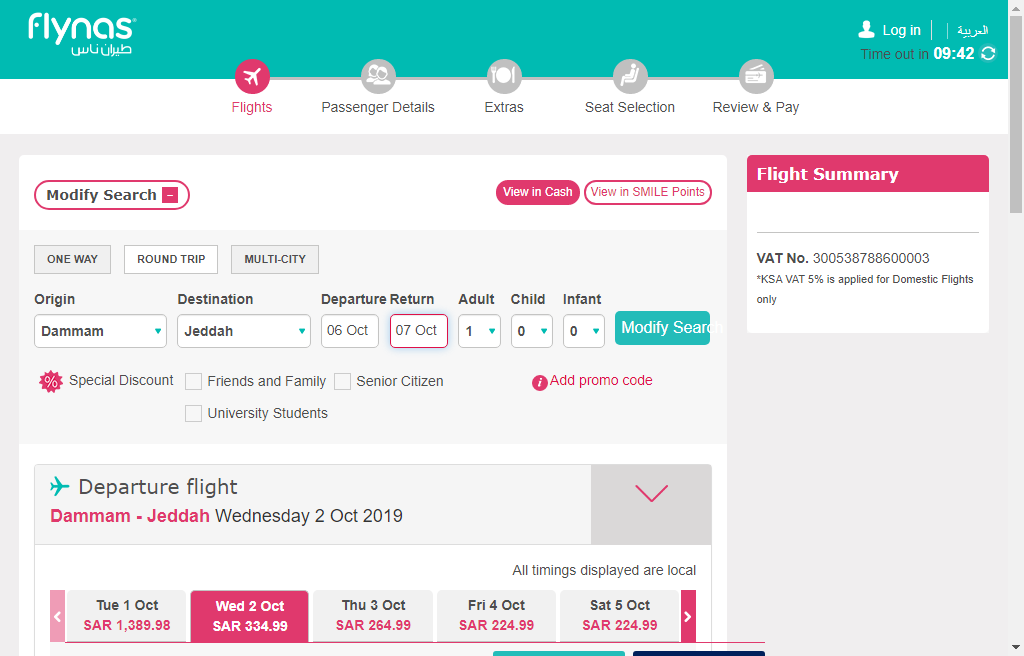 flynas
طيران ناس
Log in
العربية
Time out in 09:42
Flights
Passenger Details
Extras
Seat Selection
Review & Pay
Modify Search
View in Cash
View in SMILE Points
Flight Summary
VAT No. 300538788600003
*KSA VAT 5% is applied for Domestic Flights
only
ONE WAY
ROUND TRIP
MULTI-CITY
Origin
Destination
Departure
Return
Adult
Child
Infant
Dammam
Jeddah
06 Oct
07 Oct
1
0
0
Modify Search
Special Discount
Friends and Family
Senior Citizen
Add promo code
University Students
Departure flight
Dammam - Jeddah Wednesday 2 Oct 2019
All timings displayed are local
Tue 1 Oct
SAR 1,389.98
Wed 2 Oct
SAR 334.99
Thu 3 Oct
SAR 264.99
Fri 4 Oct
SAR 224.99
Sat 5 Oct
SAR 224.99